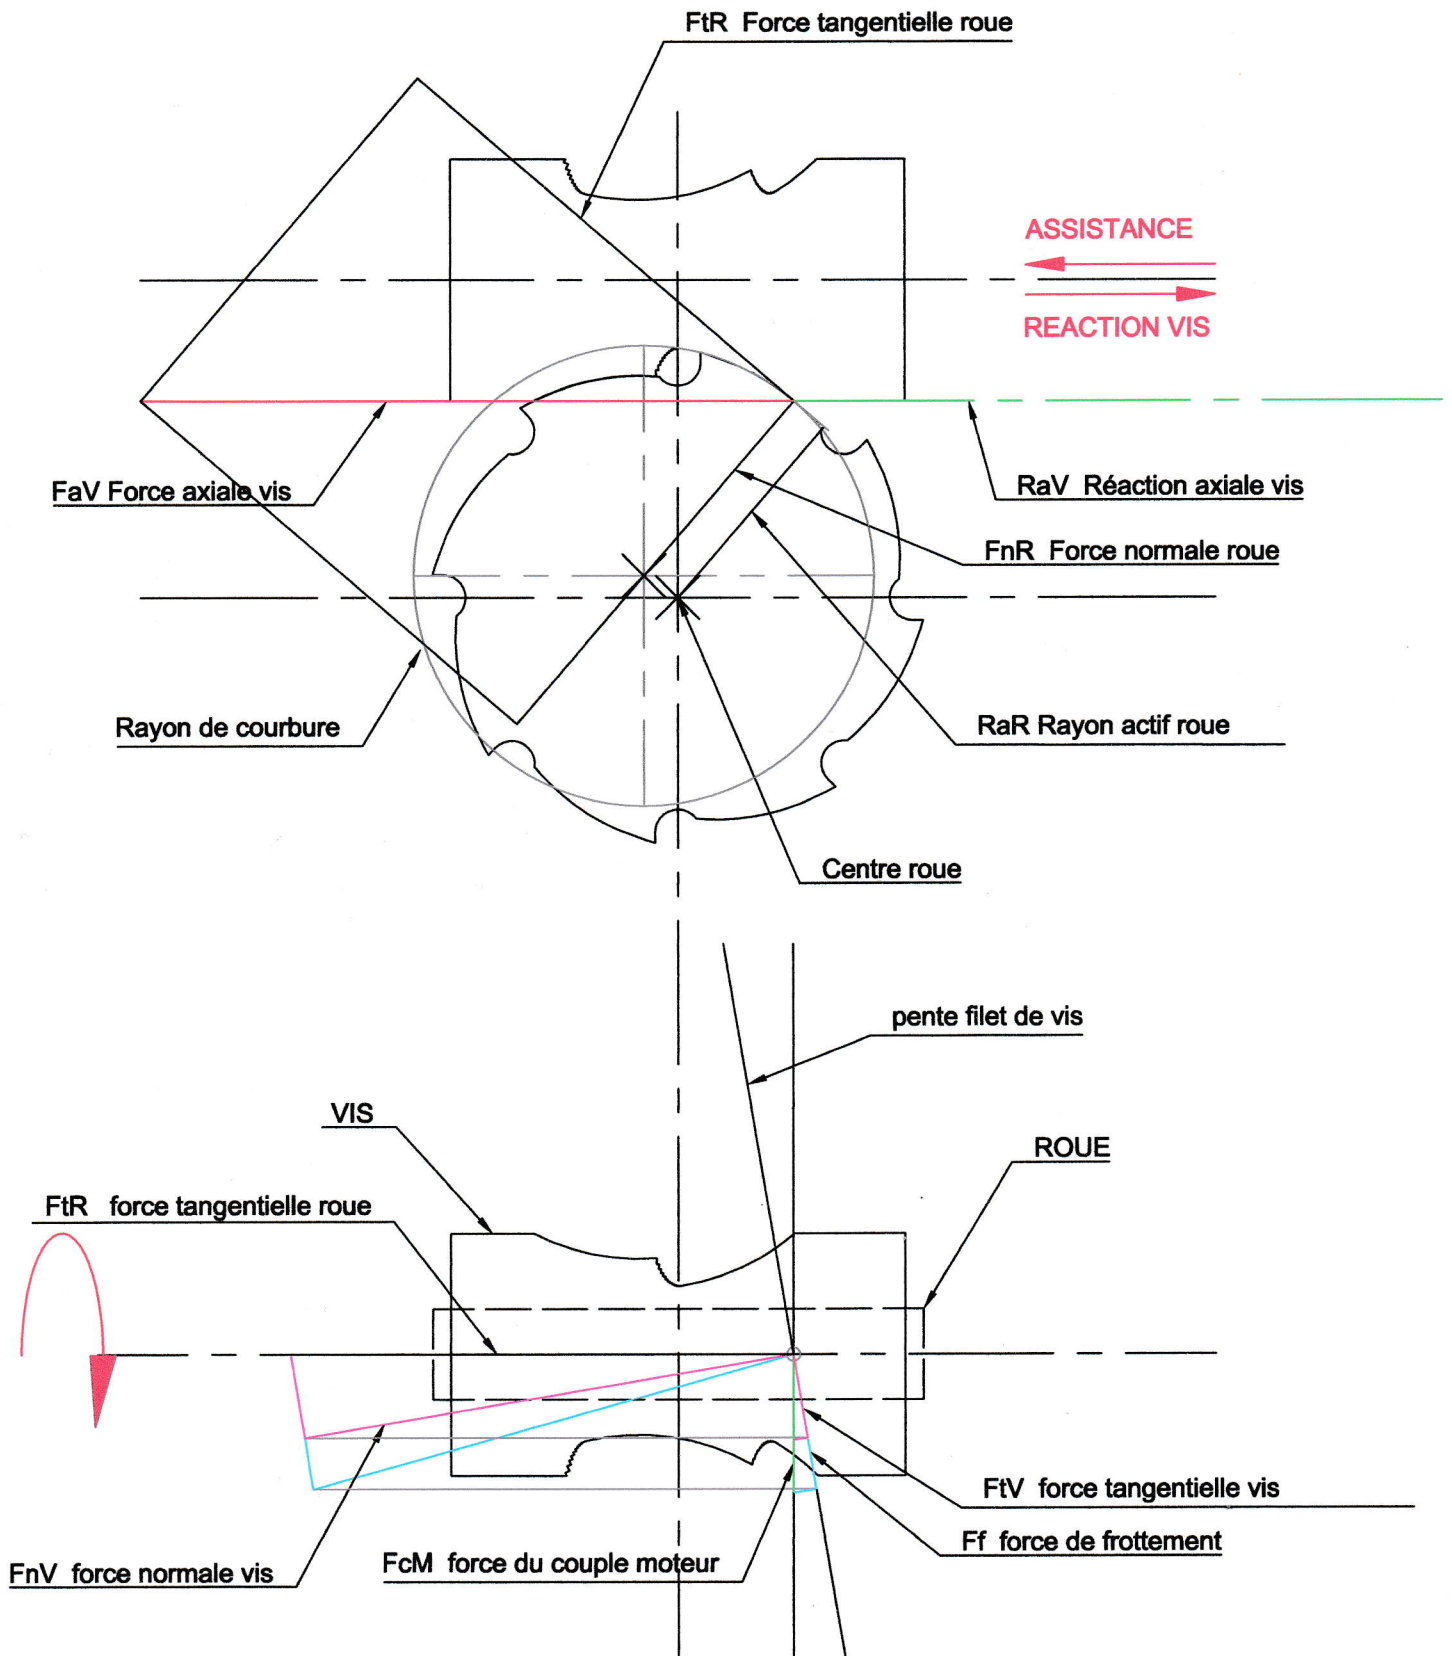 FtR Force tangentielle roue
ASSISTANCE
REACTION VIS
FaV Force axiale vis
RaV Réaction axiale vis
FnR Force normale roue
Rayon de courbure
RaR Rayon actif roue
Centre roue
pente filet de vis
VIS
ROUE
FtR force tangentielle roue
FtV force tangentielle vis
Ff force de frottement
FcM force du couple moteur
FnV force normale vis